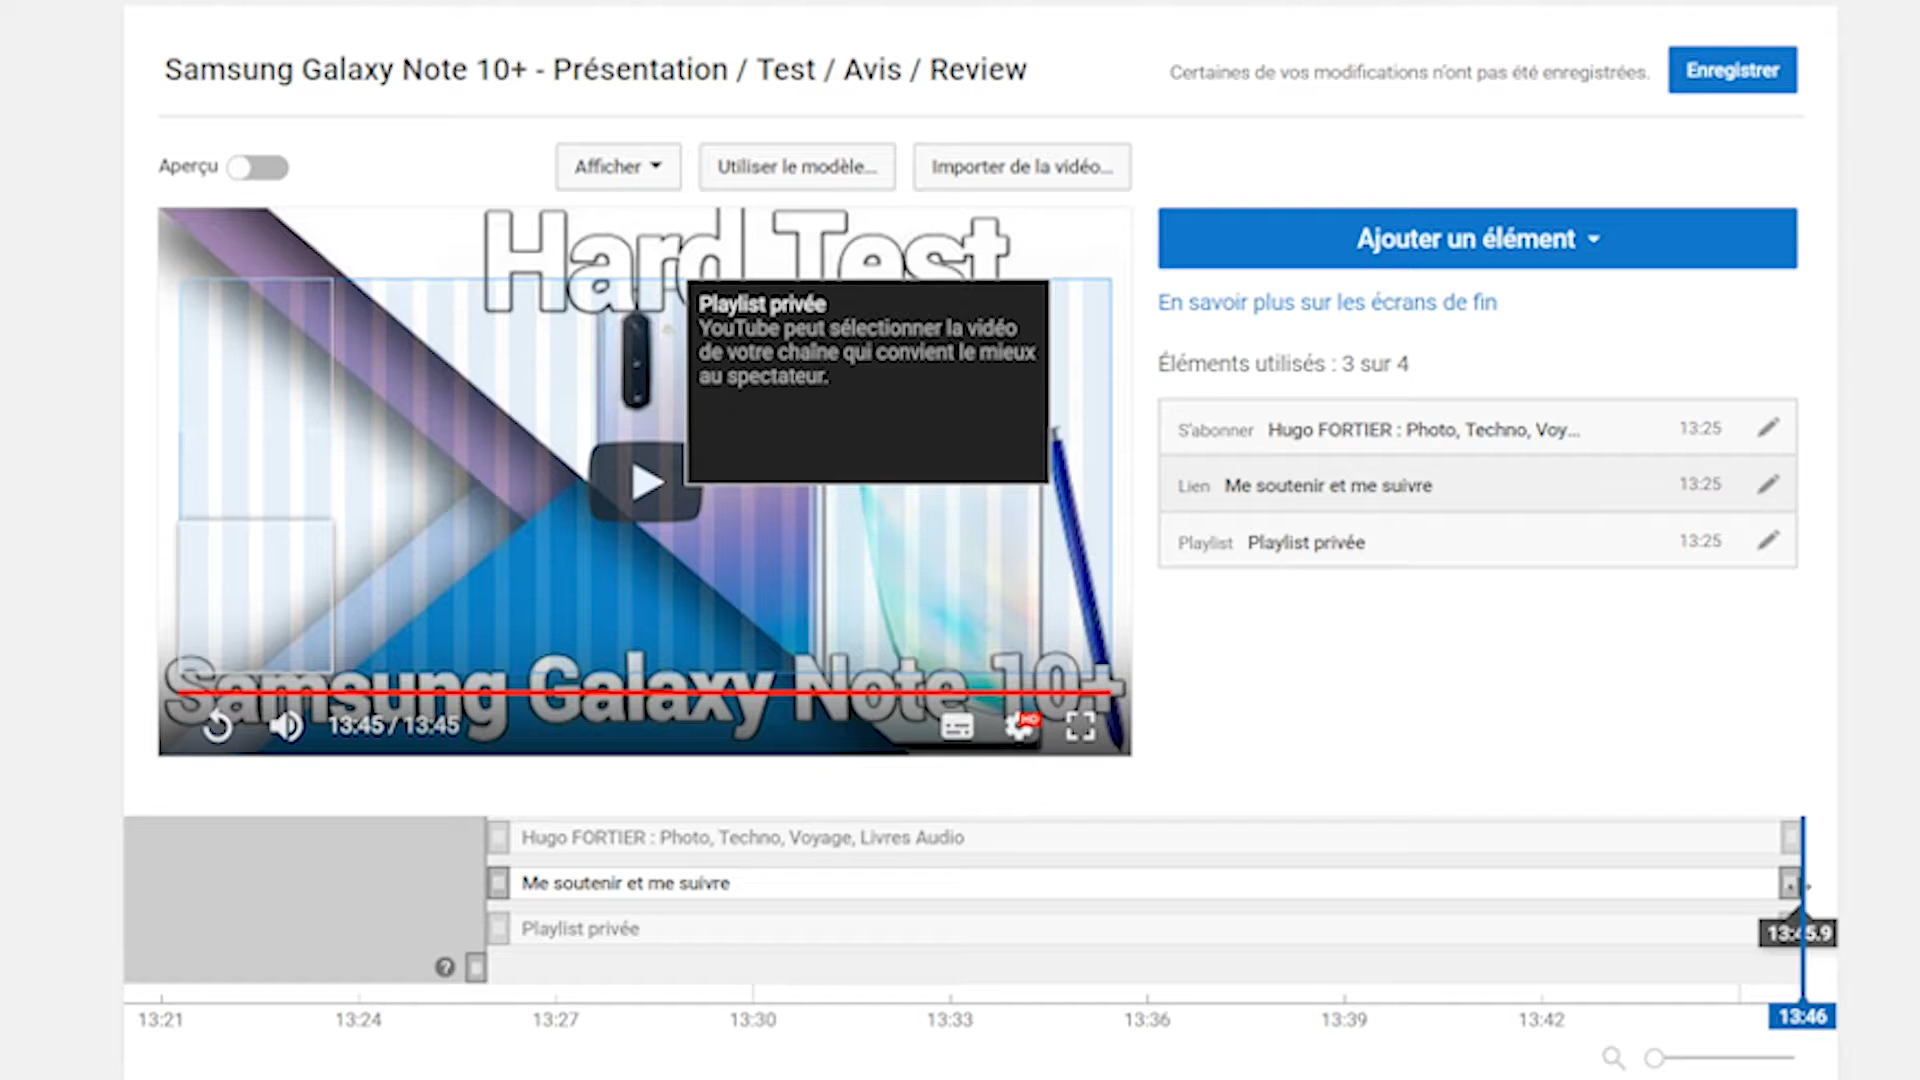 Samsung Galaxy Note 10+ - Présentation / Test / Avis / Review
Certaines de vos modifications n'ont pas été enregistrées.
Enregistrer
Aperçu
Afficher
Utiliser le modèle...
Importer de la vidéo...
Ajouter un élément
En savoir plus sur les écrans de fin
Éléments utilisés : 3 sur 4
S'abonner Hugo FORTIER : Photo, Techno, Voy... 13:25
Lien Me soutenir et me suivre 13:25
Playlist Playlist privée 13:25
Hard Test
Playlist privée
YouTube peut sélectionner la vidéo
de votre chaîne qui convient le mieux
au spectateur.
Samsung Galaxy Note 10+
13:45 / 13:45
HD
Hugo FORTIER : Photo, Techno, Voyage, Livres Audio
Me soutenir et me suivre
Playlist privée
?
13:45.9
13:21 13:24 13:27 13:30 13:33 13:36 13:39 13:42 13:46